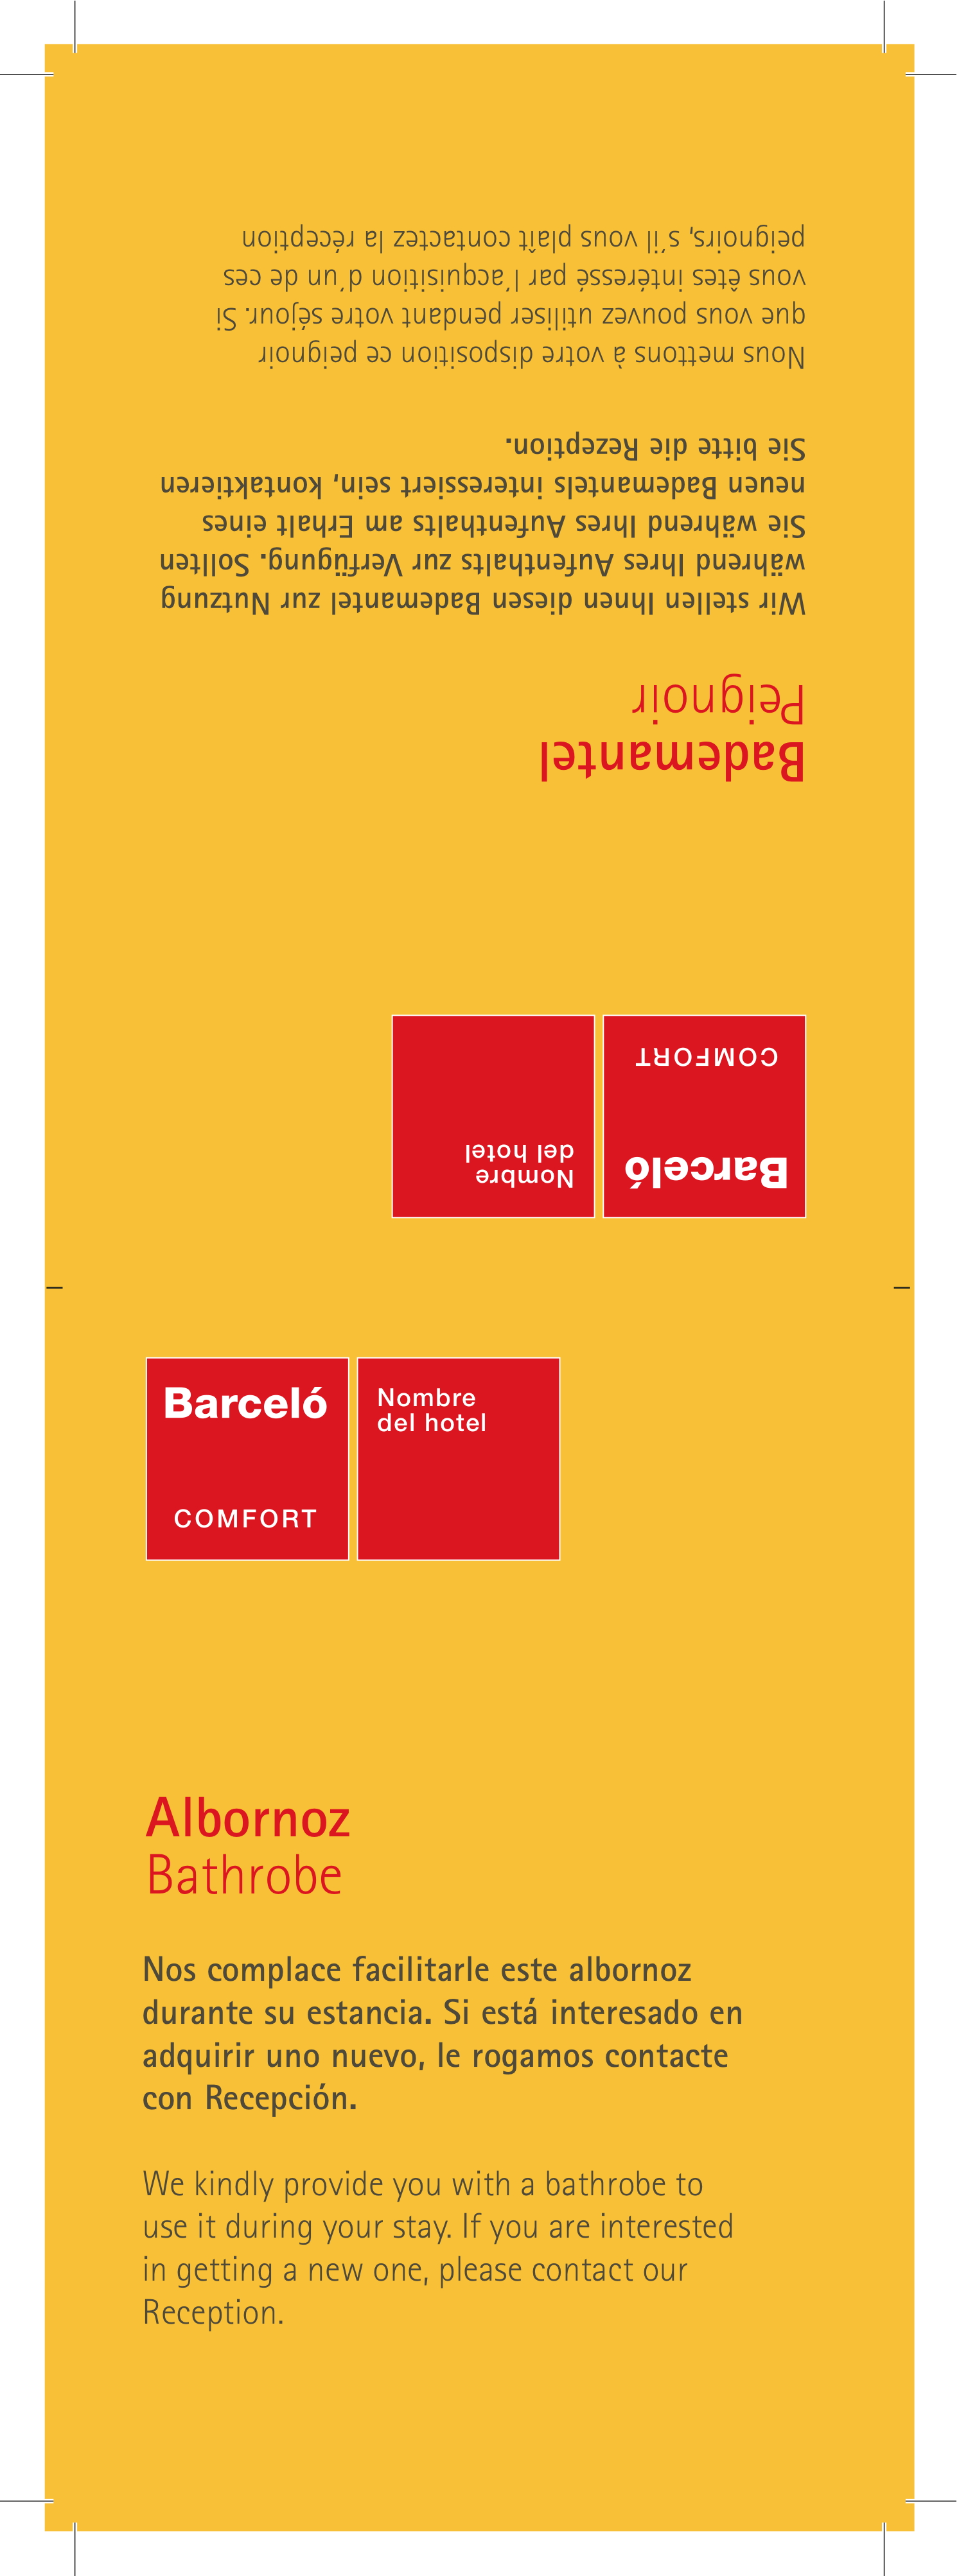 Barceló
COMFORT
Nombre
del hotel
Albornoz
Bathrobe
Nos complace facilitarle este albornoz
durante su estancia. Si está interesado en
adquirir uno nuevo, le rogamos contacte
con Recepción.
We kindly provide you with a bathrobe to
use it during your stay. If you are interested
in getting a new one, please contact our
Reception.
Barceló
COMFORT
Nombre
del hotel
Bademantel
Peignoir
Wir stellen Ihnen diesen Bademantel zur Nutzung
während Ihres Aufenthalts zur Verfügung. Sollten
Sie während Ihres Aufenthalts am Erhalt eines
neuen Bademantels interessiert sein, kontaktieren
Sie bitte die Rezeption.
Nous mettons à votre disposition ce peignoir
que vous pouvez utiliser pendant votre séjour. Si
vous êtes intéressé par l´acquisition d´un de ces
peignoirs, s´il vous plaît contactez la réception